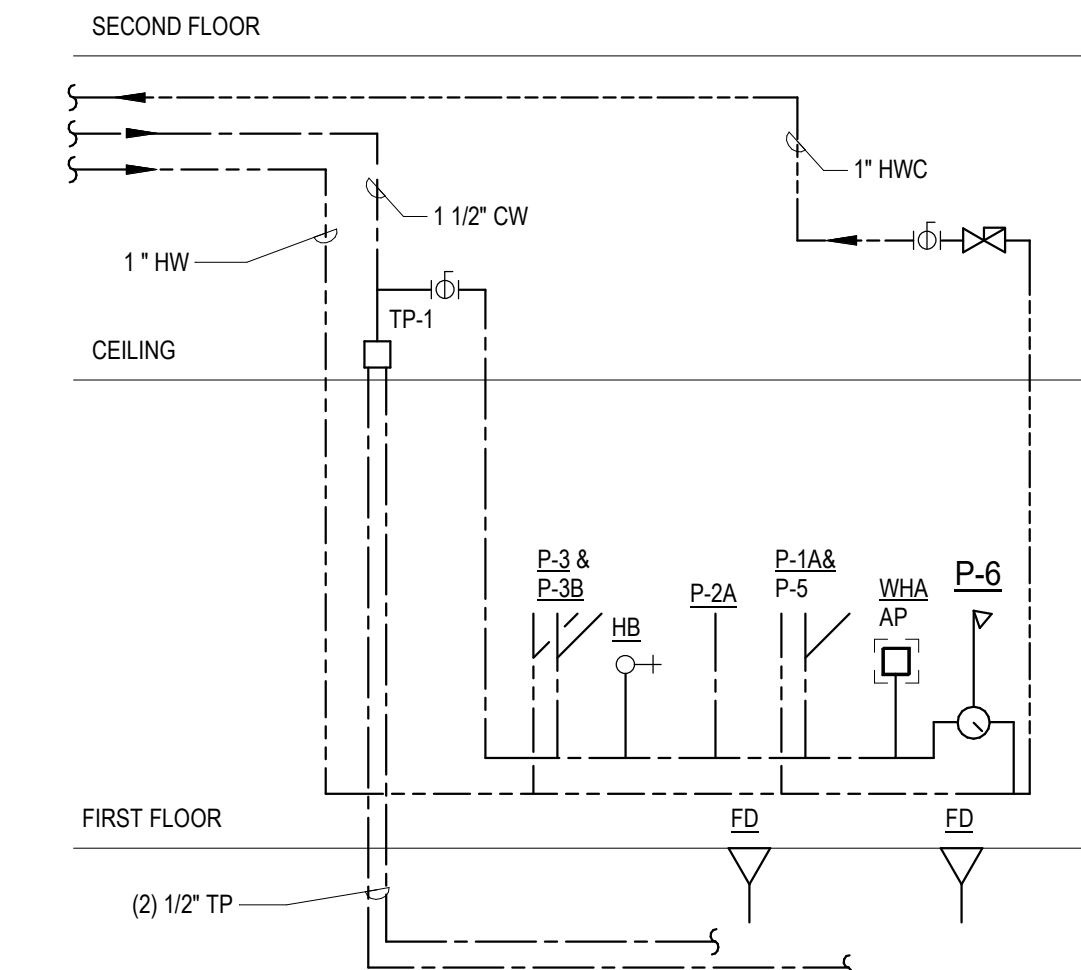 SECOND FLOOR
1" HWC
1 1/2" CW
1 " HW
TP-1
CEILING
P-3 &
P-3B
HB
P-2A
P-1A&
P-5
WHA
AP
P-6
FIRST FLOOR
FD
FD
(2) 1/2" TP